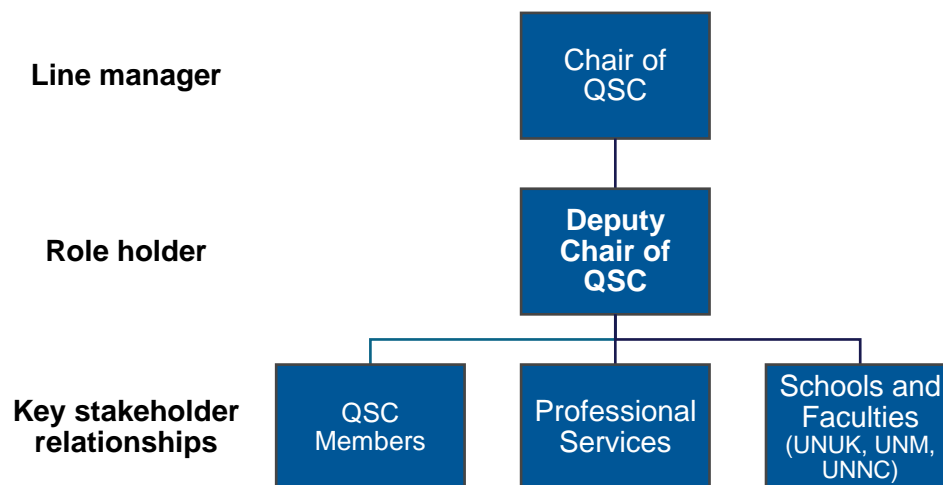 Line manager
Chair of
QSC
Role holder
Deputy
Chair of
QSC
Key stakeholder
relationships
QSC
Members
Professional
Services
Schools and
Faculties
(UNUK, UNM,
UNNC)